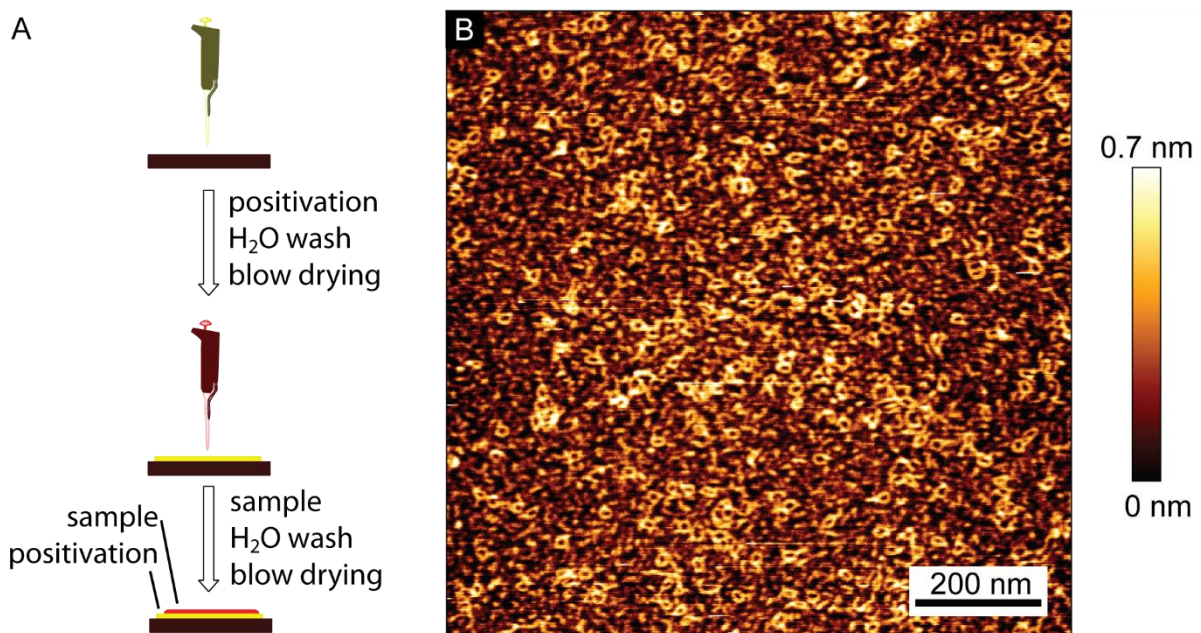 A
positivation
H₂O wash
blow drying
sample
positivation
sample
H₂O wash
blow drying
B
200 nm
0.7 nm
0 nm